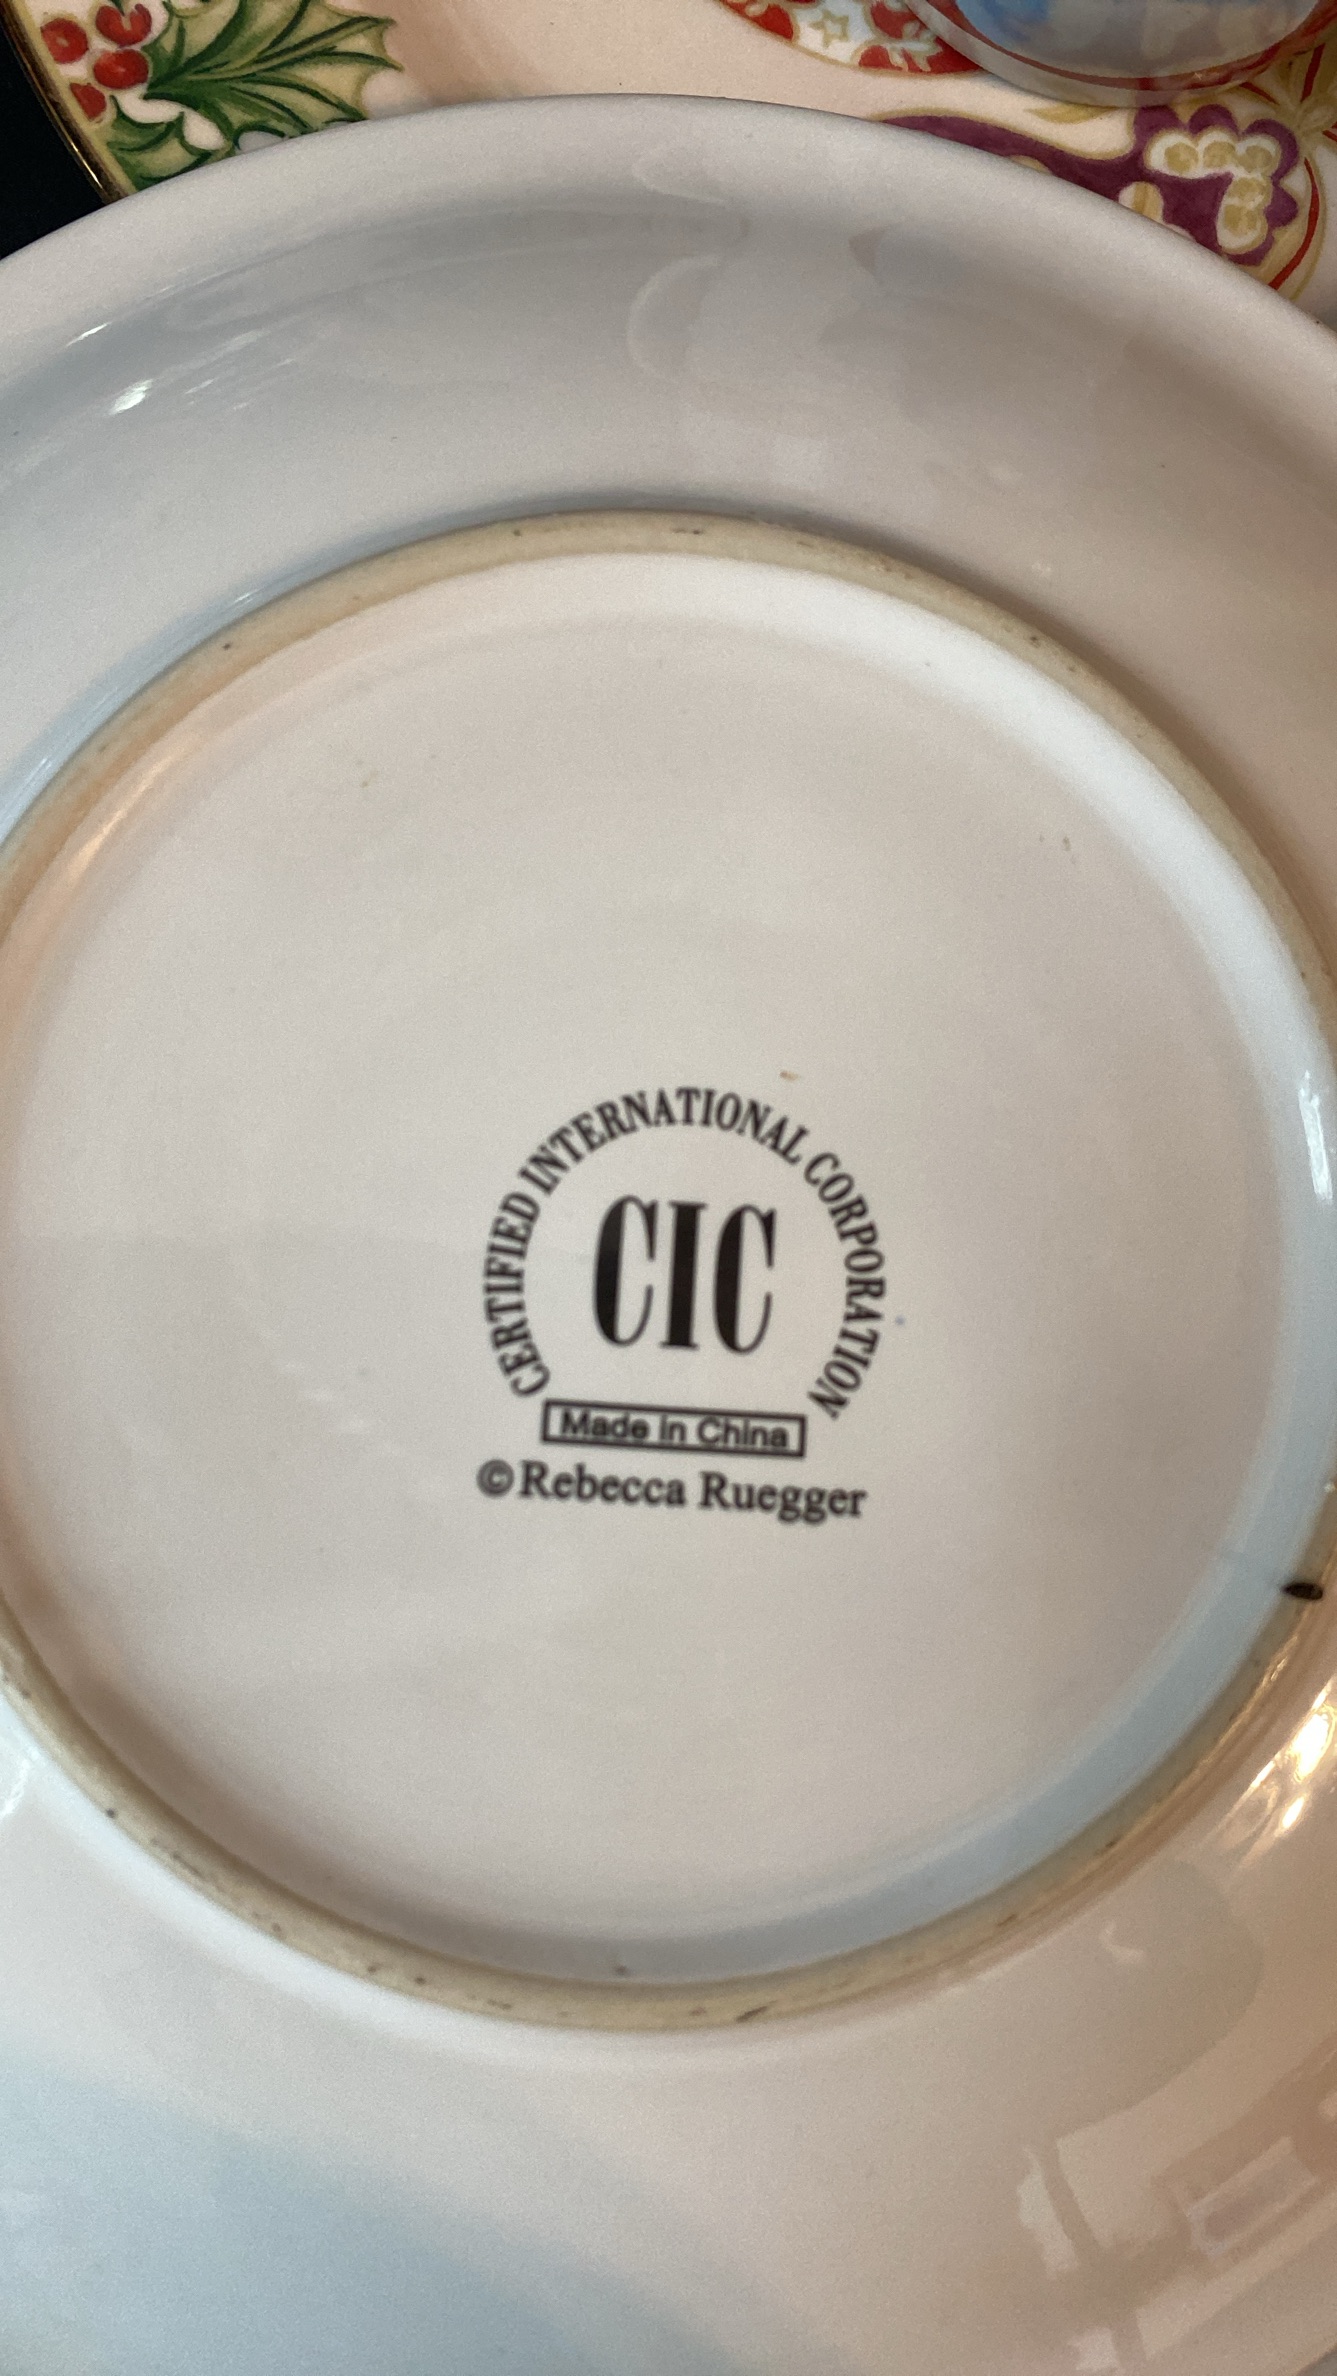 CERTIFIED INTERNATIONAL CORPORATION
CIC
Made in China
©Rebecca Ruegger